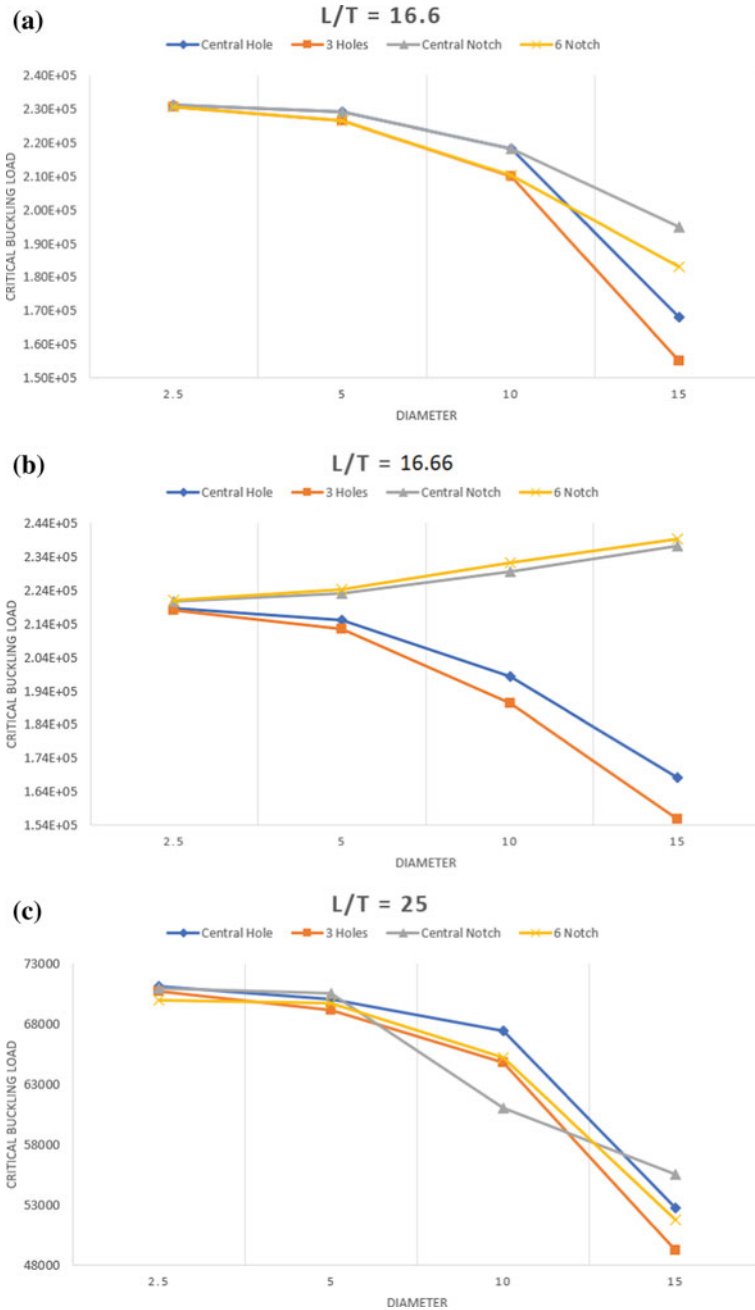 (a)
L/T = 16.6
Central Hole 3 Holes Central Notch 6 Notch
CRITICAL BUCKLING LOAD
2.40E+05
2.30E+05
2.20E+05
2.10E+05
2.00E+05
1.90E+05
1.80E+05
1.70E+05
1.60E+05
1.50E+05
2.5 5 10 15
DIAMETER
(b)
L/T = 16.66
Central Hole 3 Holes Central Notch 6 Notch
CRITICAL BUCKLING LOAD
2.44E+05
2.34E+05
2.24E+05
2.14E+05
2.04E+05
1.94E+05
1.84E+05
1.74E+05
1.64E+05
1.54E+05
2.5 5 10 15
DIAMETER
(c)
L/T = 25
Central Hole 3 Holes Central Notch 6 Notch
CRITICAL BUCKLING LOAD
73000
68000
63000
58000
53000
48000
2.5 5 10 15
DIAMETER